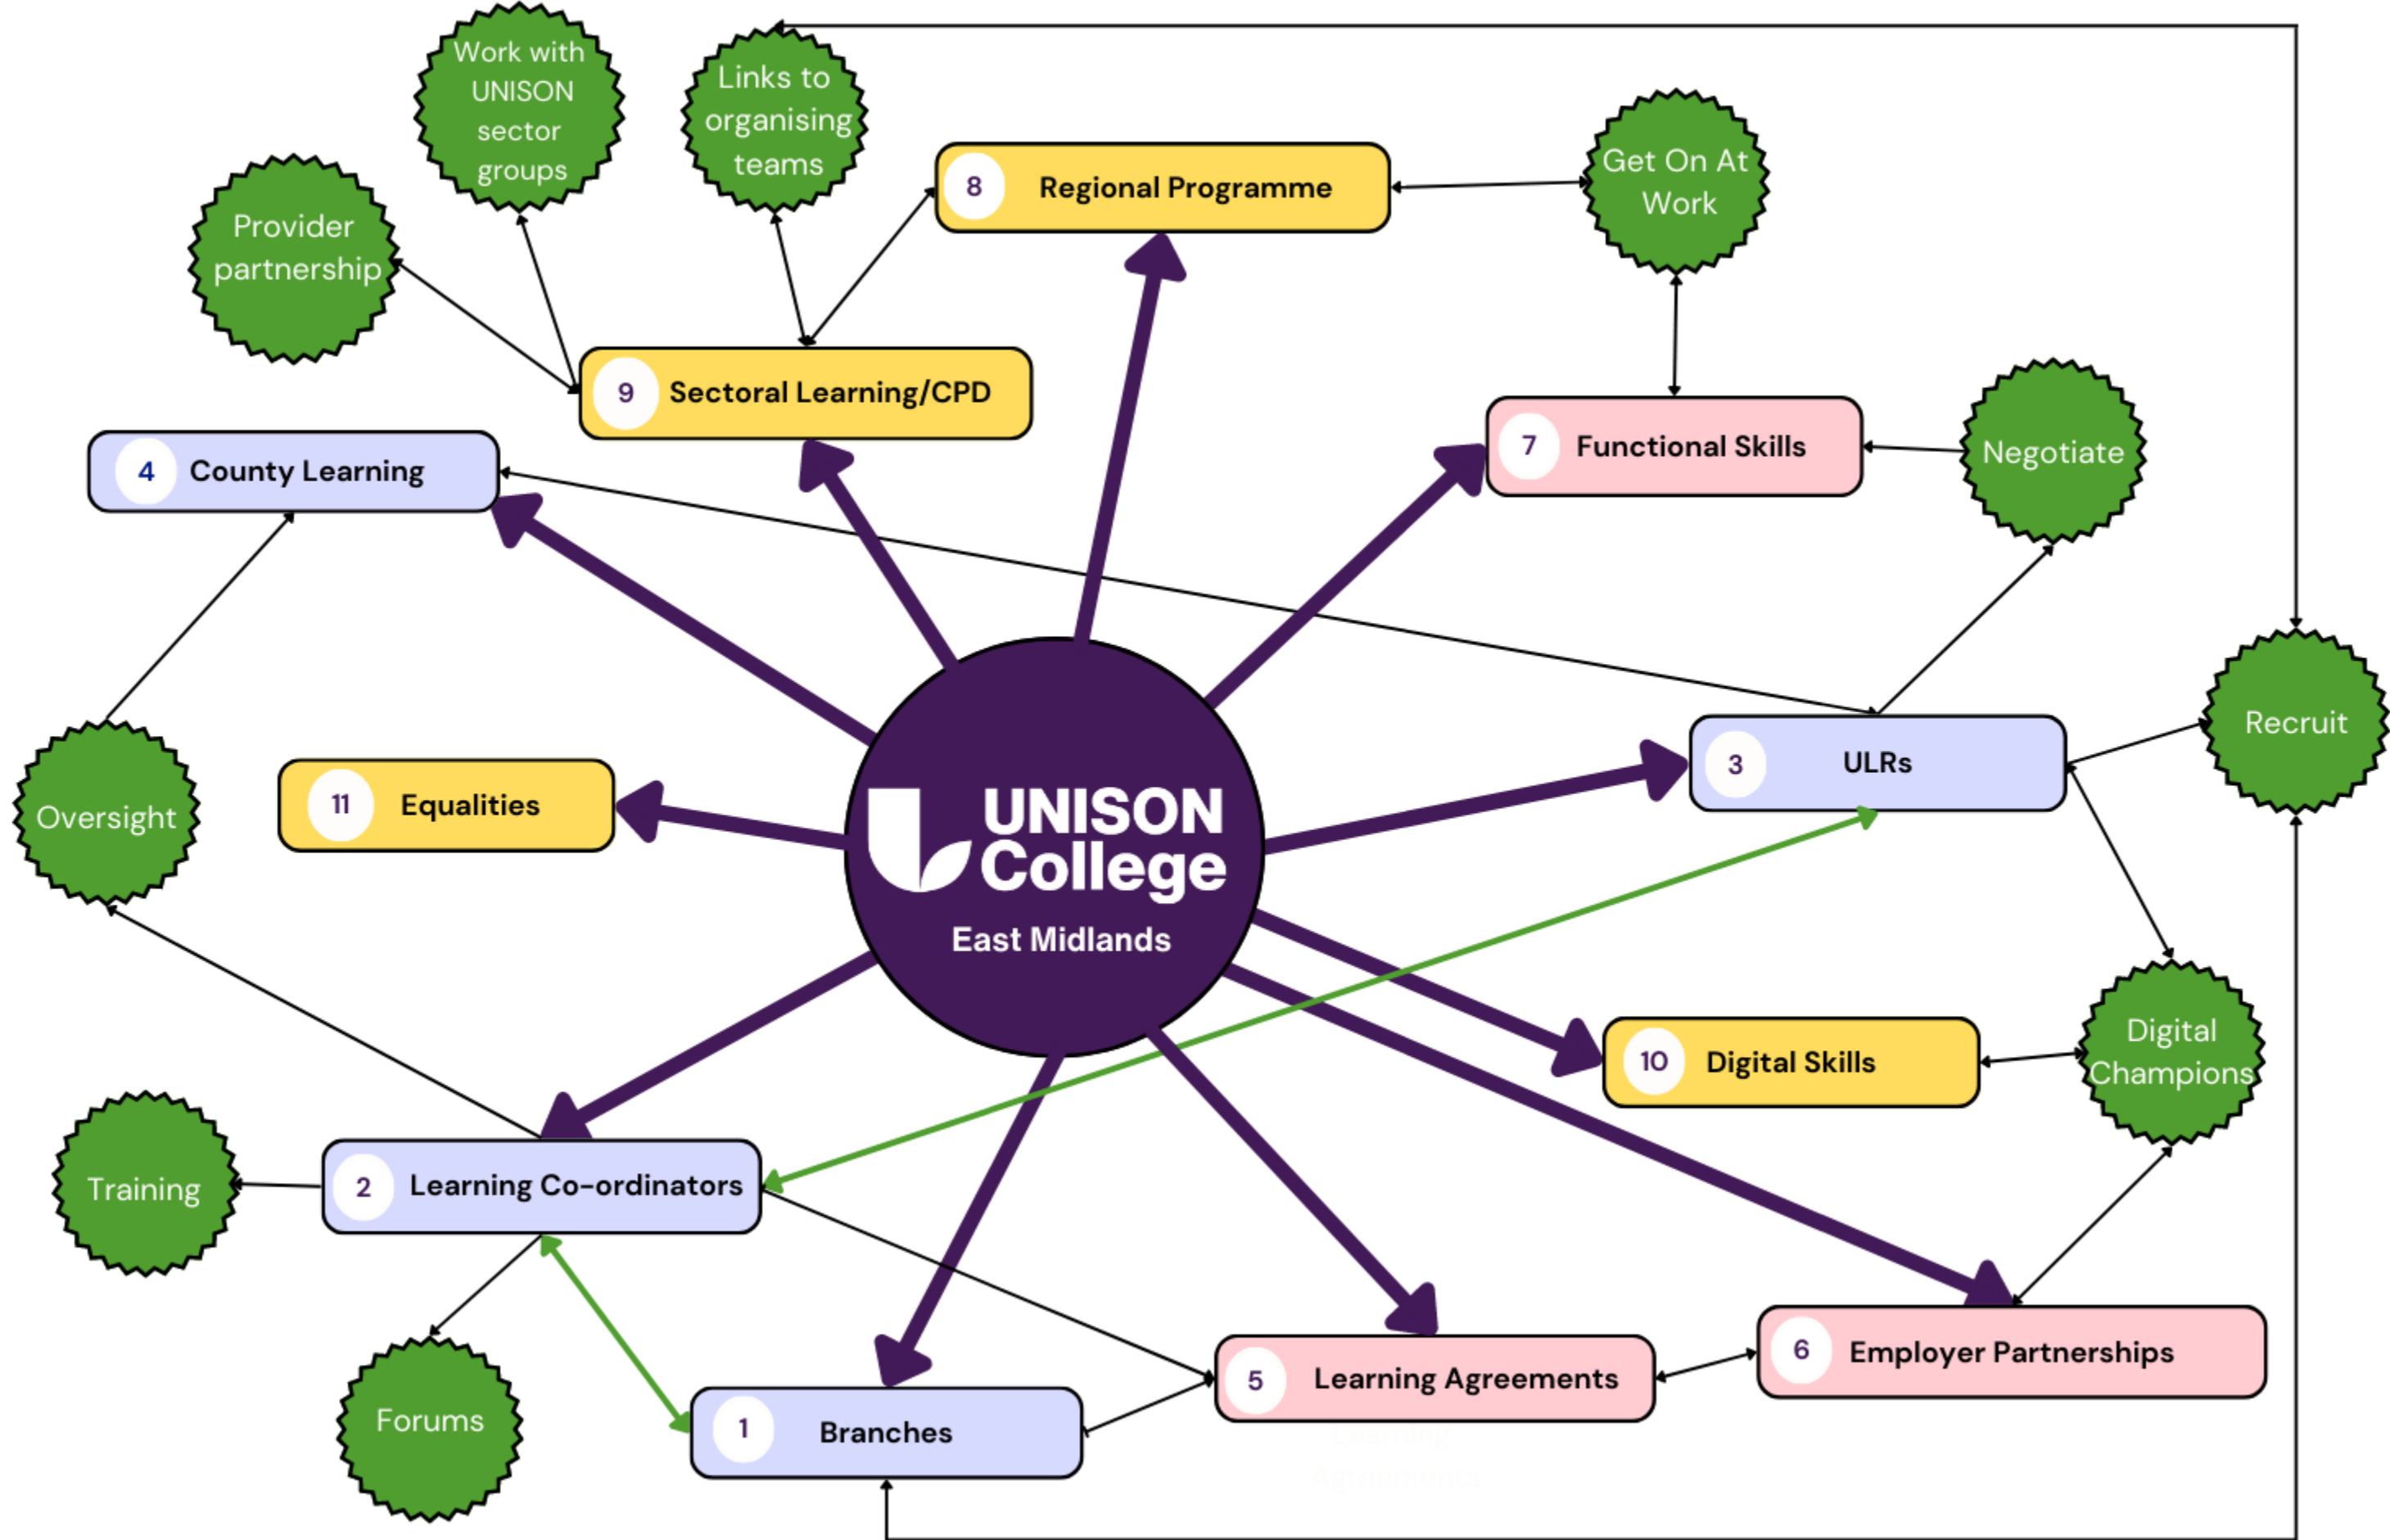 Work with
UNISON
sector
groups
Links to
organising
teams
Get On At
Work
8 Regional Programme
Provider
partnership
9 Sectoral Learning/CPD
7 Functional Skills
Negotiate
4 County Learning
Recruit
3 ULRs
11 Equalities
Oversight
UNISON
College
East Midlands
Digital
Champions
10 Digital Skills
Training
2 Learning Co-ordinators
6 Employer Partnerships
5 Learning Agreements
Forums
1 Branches